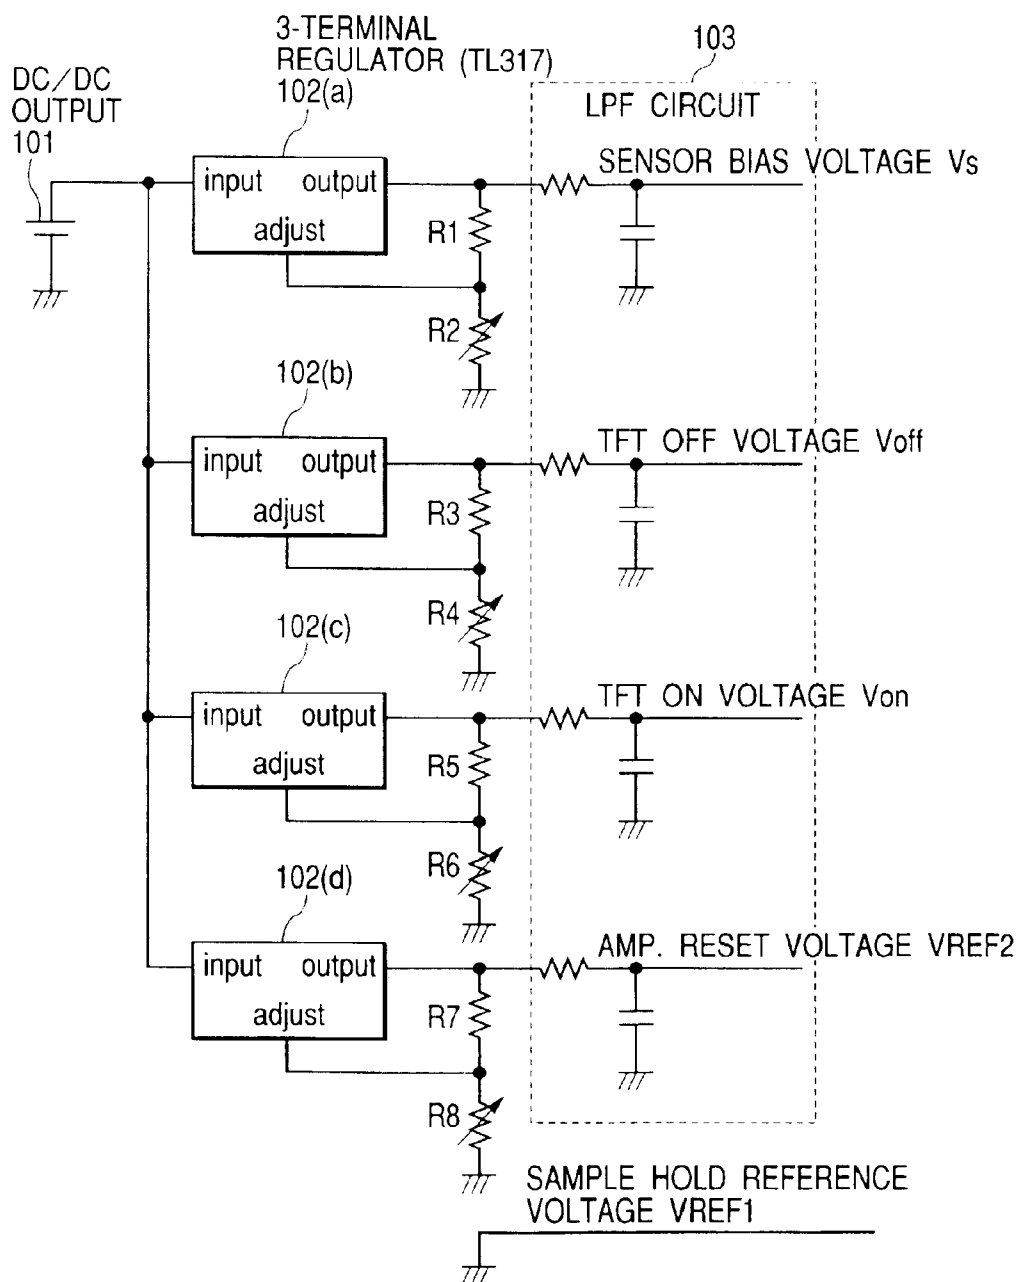 3-TERMINAL
REGULATOR (TL317)
103
DC/DC
OUTPUT
101
102(a)
LPF CIRCUIT
SENSOR BIAS VOLTAGE Vs
input output
adjust
R1
R2
102(b)
TFT OFF VOLTAGE Voff
input output
adjust
R3
R4
102(c)
TFT ON VOLTAGE Von
input output
adjust
R5
R6
102(d)
AMP. RESET VOLTAGE VREF2
input output
adjust
R7
R8
SAMPLE HOLD REFERENCE
VOLTAGE VREF1